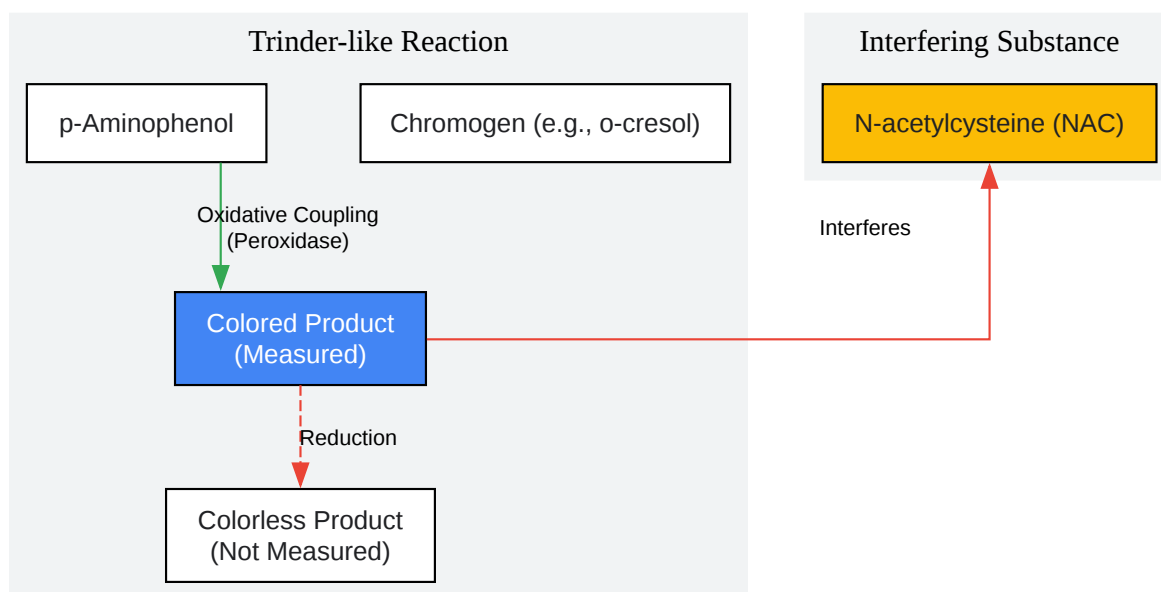 Trinder-like Reaction
Interfering Substance
p-Aminophenol
Chromogen (e.g., o-cresol)
N-acetylcysteine (NAC)
Oxidative Coupling
(Peroxidase)
Interferes
Colored Product
(Measured)
Reduction
Colorless Product
(Not Measured)